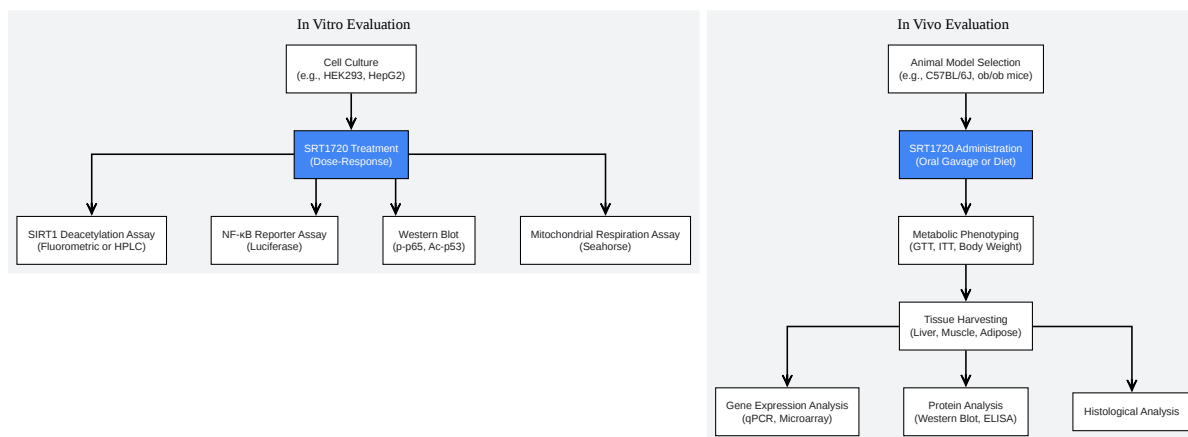 In Vitro Evaluation
Cell Culture
(e.g., HEK293, HepG2)
SRT1720 Treatment
(Dose-Response)
SIRT1 Deacetylation Assay
(Fluorometric or HPLC)
NF-κB Reporter Assay
(Luciferase)
Western Blot
(p-p65, Ac-p53)
Mitochondrial Respiration Assay
(Seahorse)
In Vivo Evaluation
Animal Model Selection
(e.g., C57BL/6J, ob/ob mice)
SRT1720 Administration
(Oral Gavage or Diet)
Metabolic Phenotyping
(GTT, ITT, Body Weight)
Tissue Harvesting
(Liver, Muscle, Adipose)
Gene Expression Analysis
(qPCR, Microarray)
Protein Analysis
(Western Blot, ELISA)
Histological Analysis